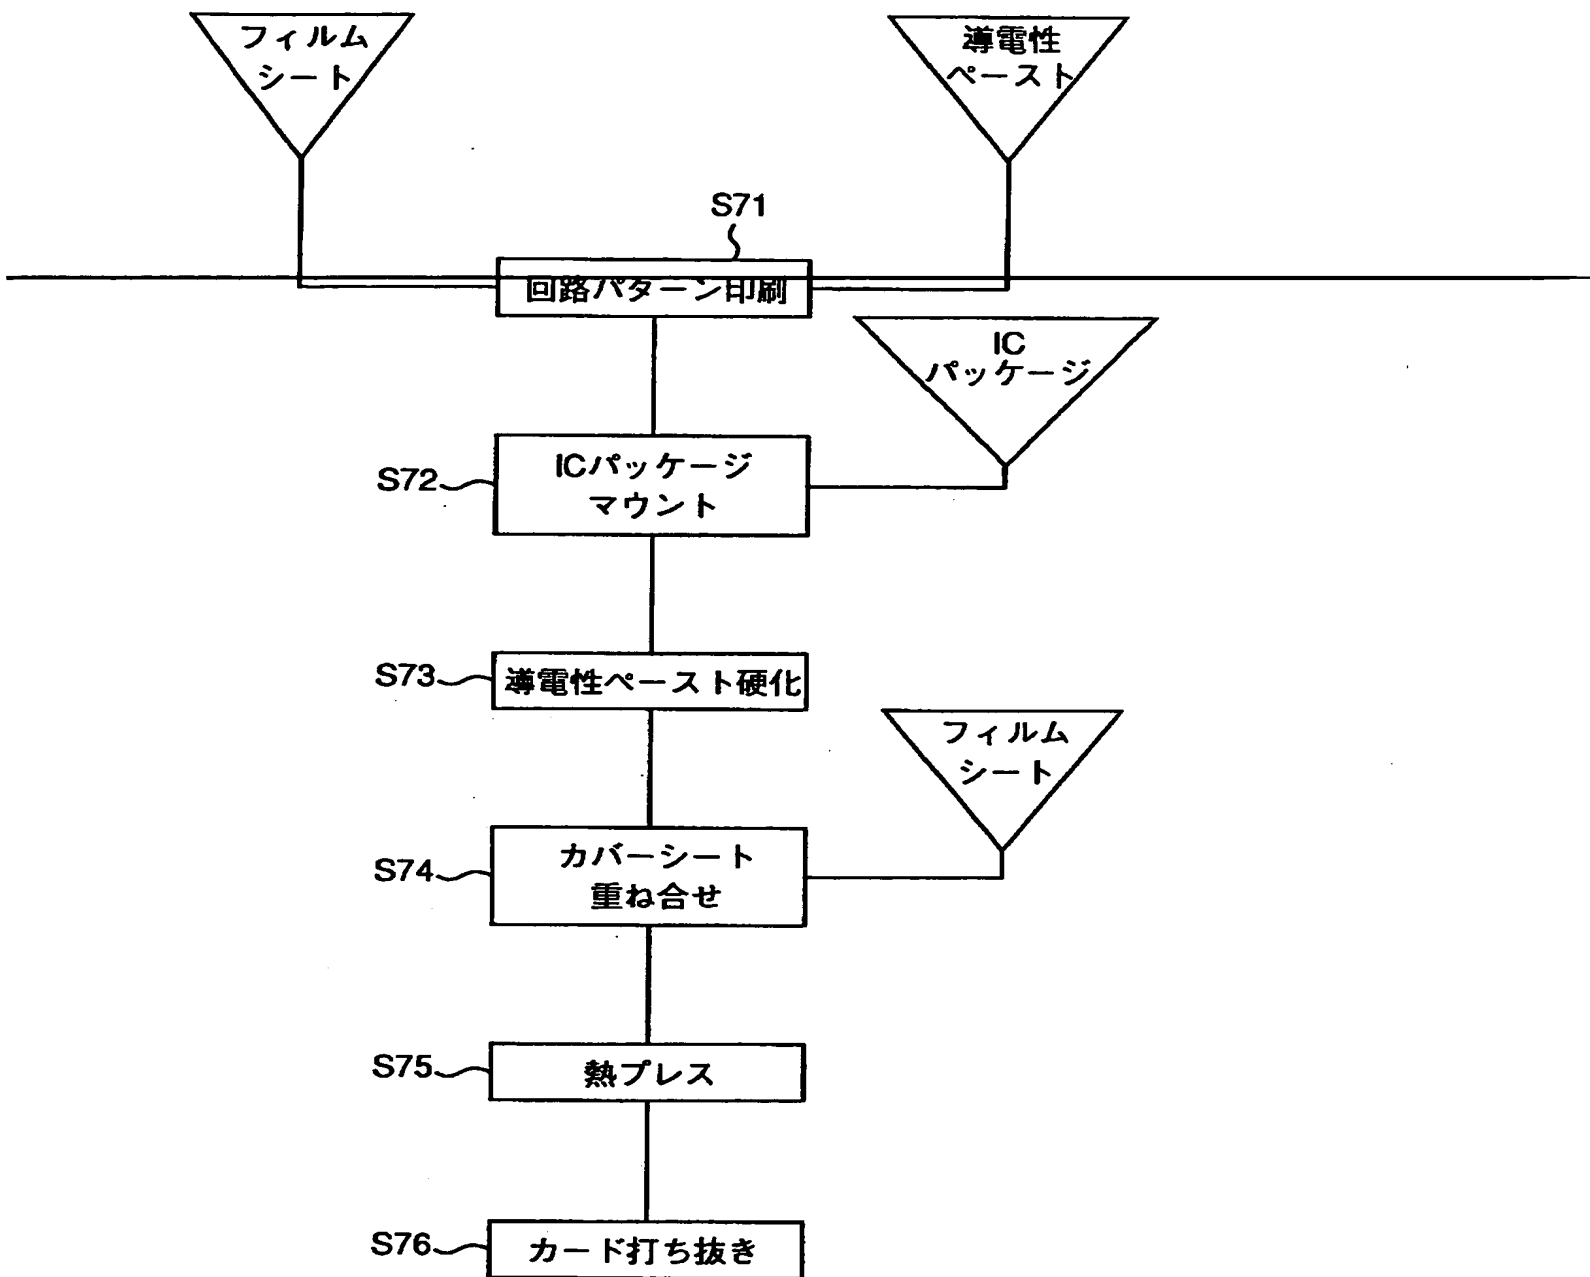 フィルム
シート
導電性
ペースト
S71
回路パターン印刷
IC
パッケージ
S72
ICパッケージ
マウント
S73
導電性ペースト硬化
フィルム
シート
S74
カバーシート
重ね合せ
S75
熱プレス
S76
カード打ち抜き